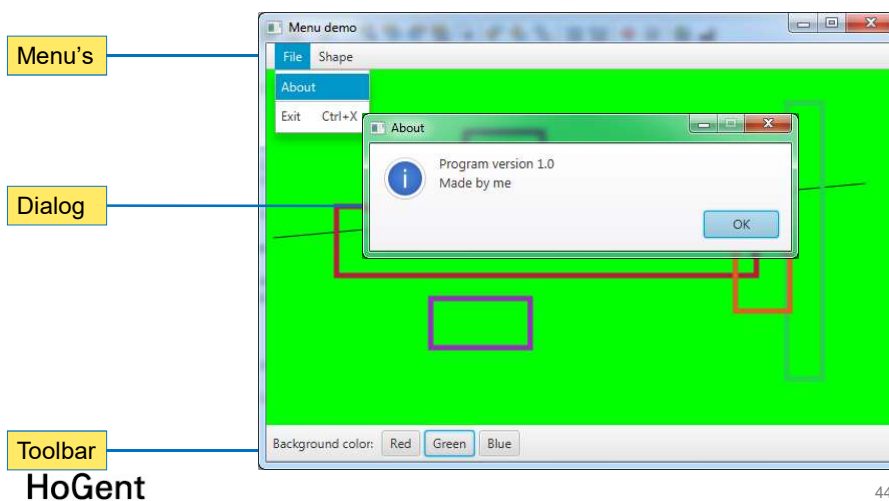 Menu demo
Menu's
File Shape
About
Exit Ctrl+X
About
Program version 1.0
Made by me
Dialog
OK
Background color: Red Green Blue
Toolbar
HoGent
44